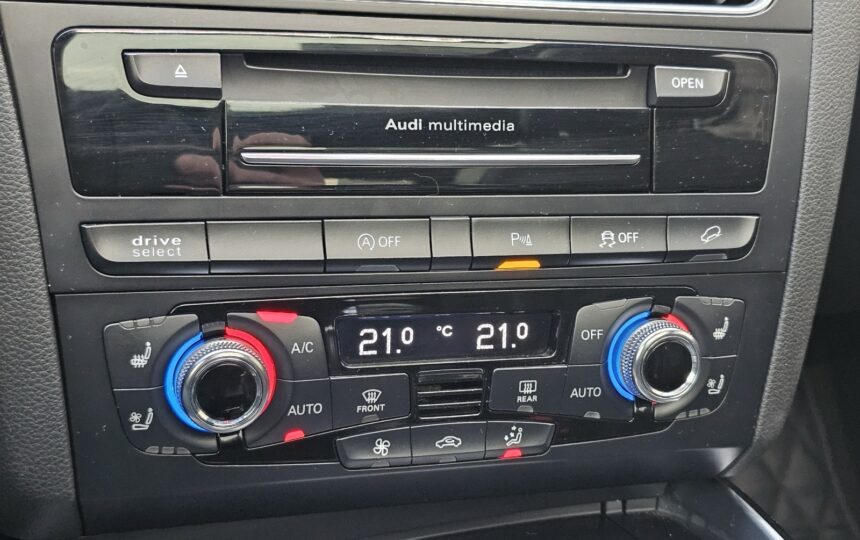 OPEN
Audi multimedia
drive
select
A OFF
P
OFF
21.0 °C 21.0
A/C
OFF
AUTO
FRONT
REAR
AUTO